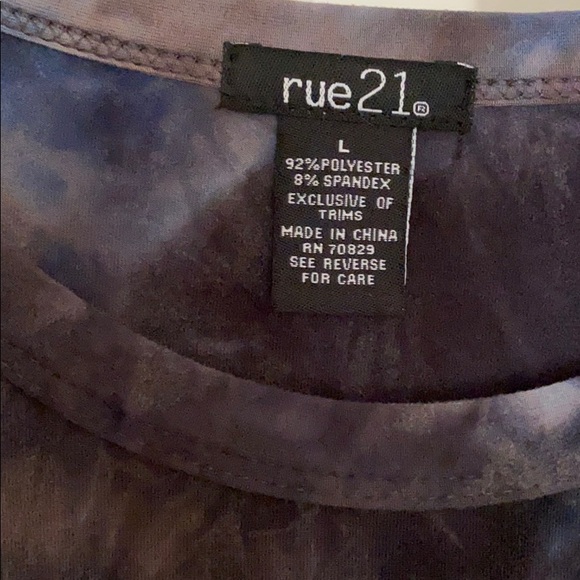 rue21
L
92%POLYESTER
8% SPANDEX
EXCLUSIVE OF
TRIMS
MADE IN CHINA
RN 70829
SEE REVERSE
FOR CARE